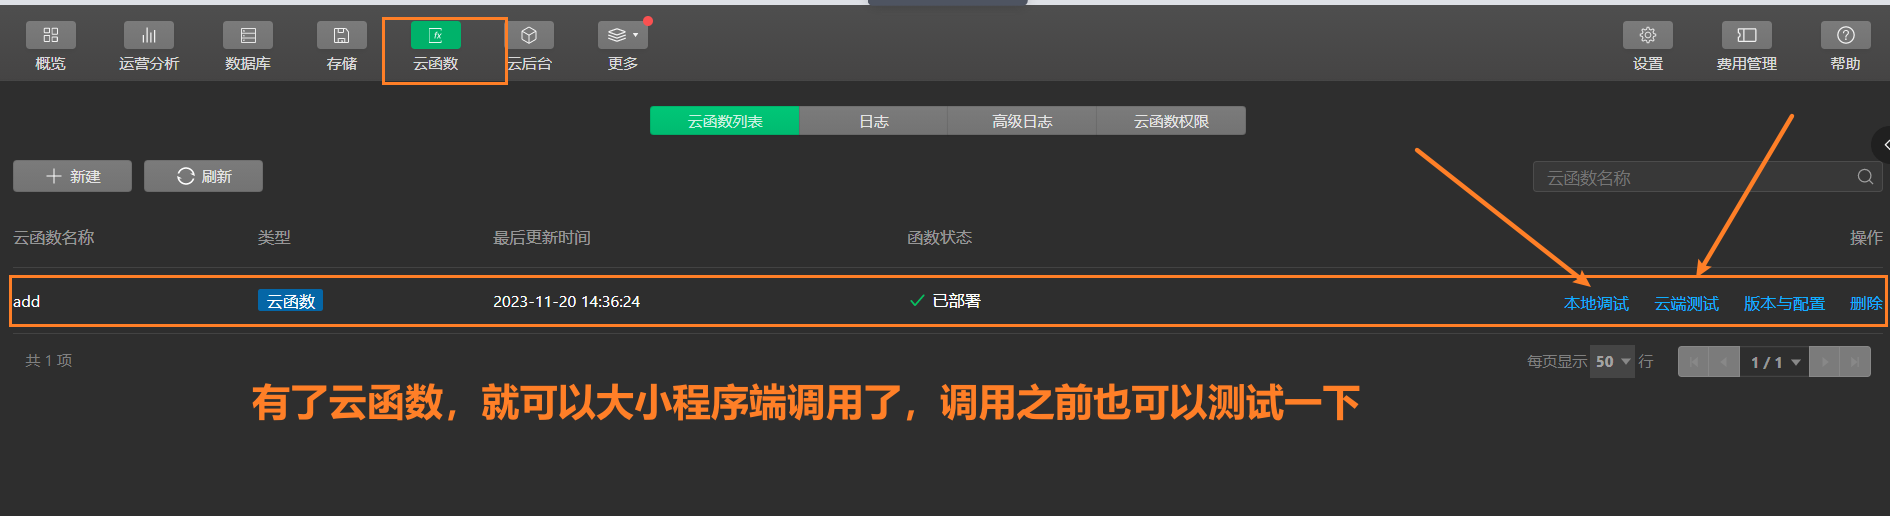 概览 运营分析 数据库 存储 云函数 云后台 更多 设置 费用管理 帮助
云函数列表 日志 高级日志 云函数权限
新建 刷新 云函数名称
云函数名称 类型 最后更新时间 函数状态 操作
add 云函数 2023-11-20 14:36:24 已部署 本地调试 云端测试 版本与配置 删除
共 1 项 每页显示 50 行 1 / 1
有了云函数，就可以大小程序端调用了，调用之前也可以测试一下